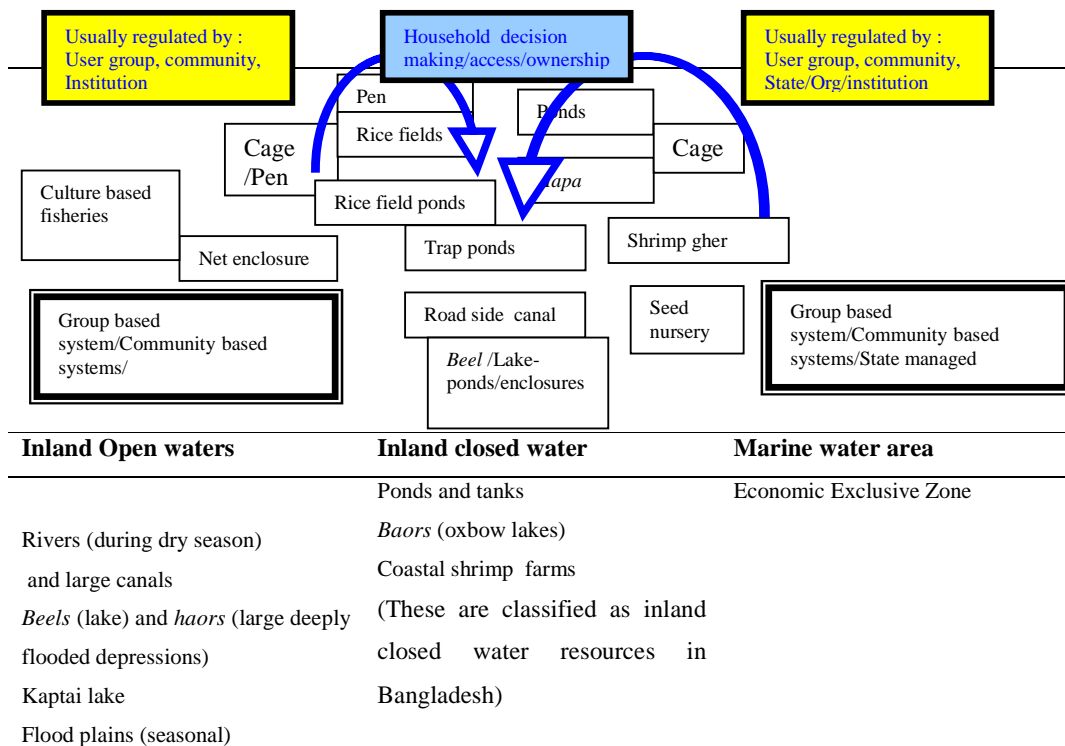 Usually regulated by :
User group, community,
Institution
Household decision
making/access/ownership
Usually regulated by :
User group, community,
State/Org/institution
Pen
Rice fields
Cage
/Pen
Rice field ponds
Ponds
Hapa
Cage
Culture based
fisheries
Net enclosure
Trap ponds
Shrimp gher
Group based
system/Community based
systems/
Road side canal
Beel /Lake-
ponds/enclosures
Seed
nursery
Group based
system/Community based
systems/State managed
Inland Open waters
Inland closed water
Marine water area
Rivers (during dry season)
and large canals
Beels (lake) and haors (large deeply
flooded depressions)
Kaptai lake
Flood plains (seasonal)
Ponds and tanks
Baors (oxbow lakes)
Coastal shrimp farms
(These are classified as inland
closed water resources in
Bangladesh)
Economic Exclusive Zone